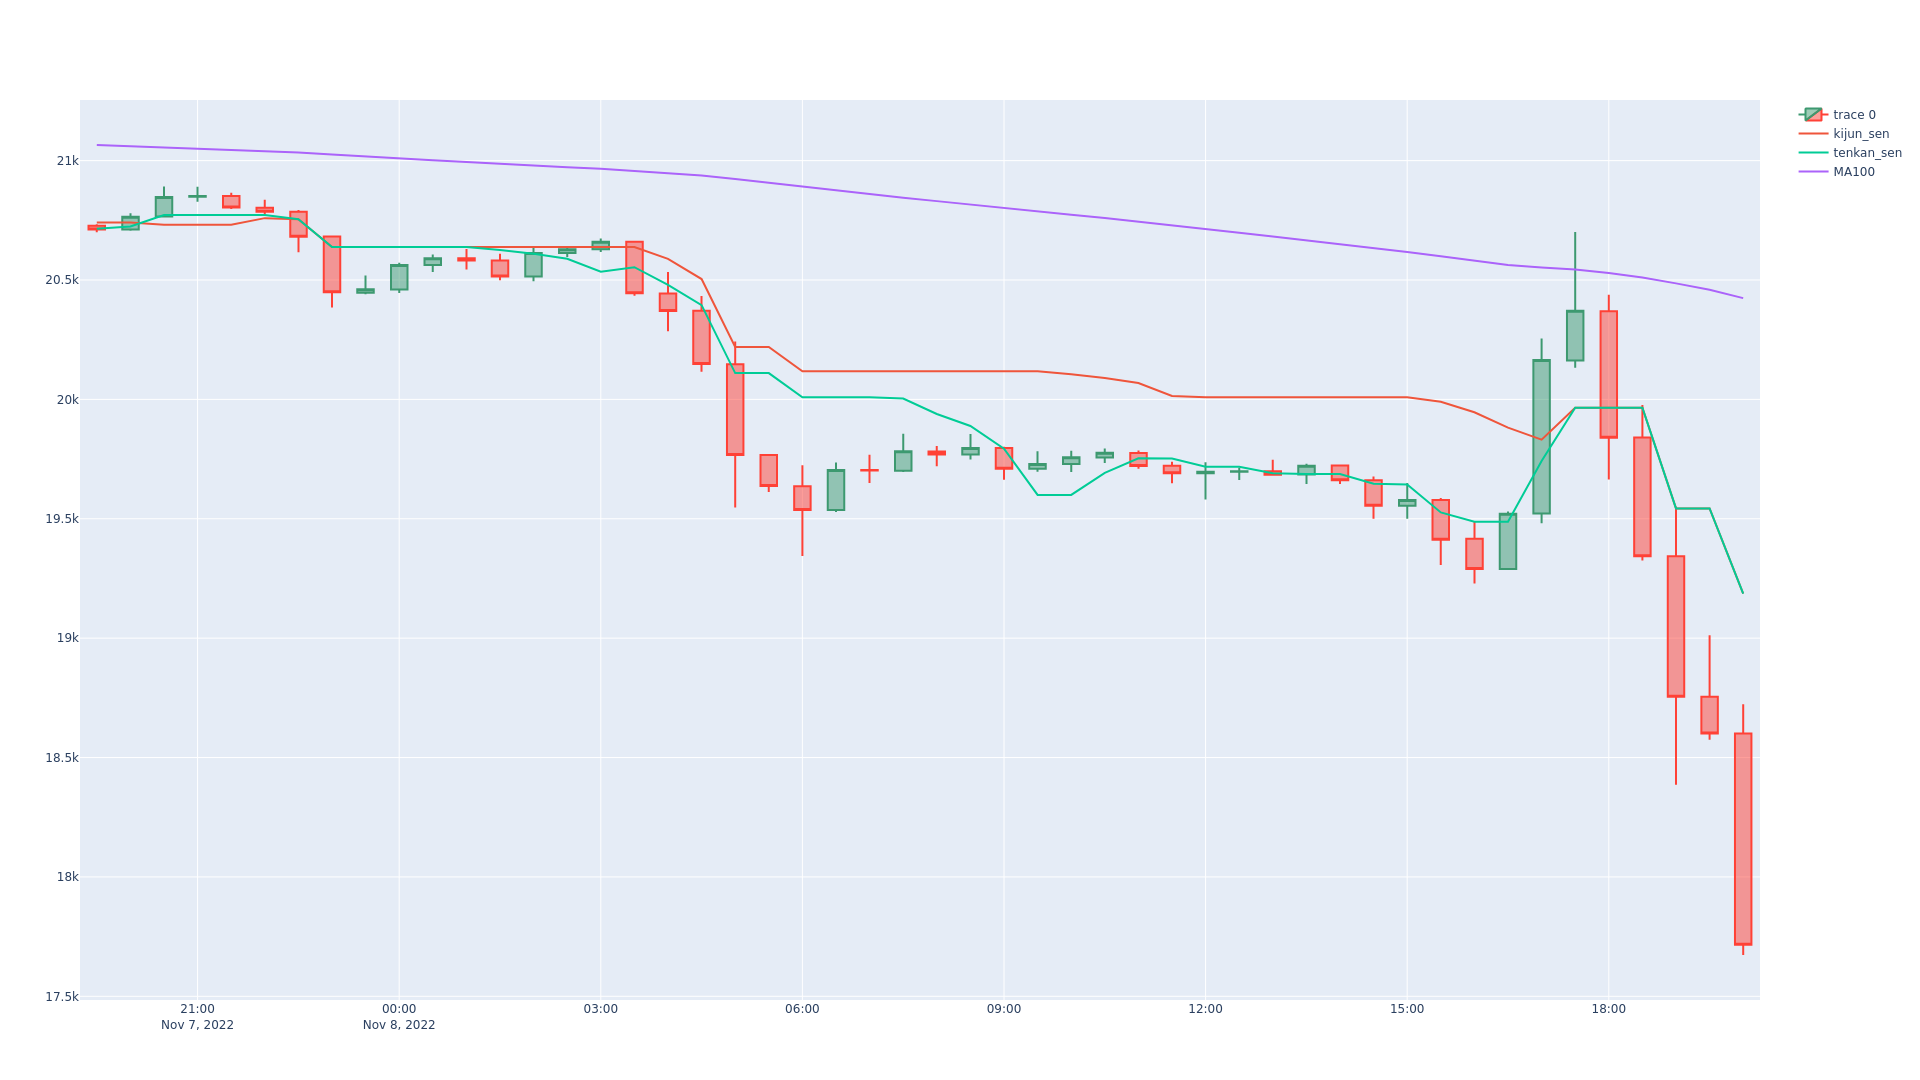 trace 0
kijun_sen
tenkan_sen
MA100
21k
20.5k
20k
19.5k
19k
18.5k
18k
17.5k
21:00 00:00 03:00 06:00 09:00 12:00 15:00 18:00
Nov 7, 2022 Nov 8, 2022